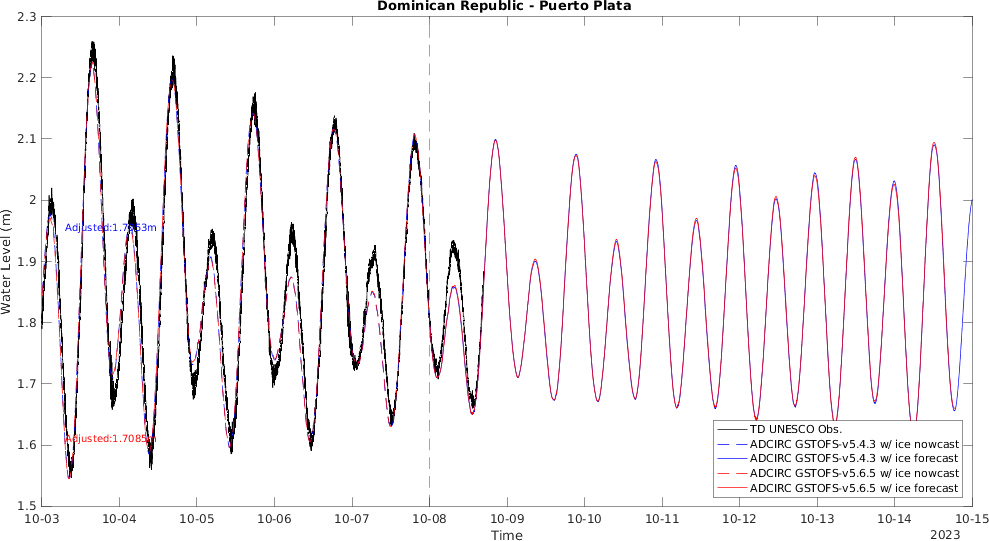 Dominican Republic - Puerto Plata
Water Level (m)
2.3
2.2
2.1
2
1.9
1.8
1.7
1.6
1.5
Adjusted:1.7
Adjusted:1.7085
TD UNESCO Obs.
ADCIRC GSTOFS-v5.4.3 w/ ice nowcast
ADCIRC GSTOFS-v5.4.3 w/ ice forecast
ADCIRC GSTOFS-v5.6.5 w/ ice nowcast
ADCIRC GSTOFS-v5.6.5 w/ ice forecast
10-03 10-04 10-05 10-06 10-07 10-08 10-09 10-10 10-11 10-12 10-13 10-14 10-15
Time
2023